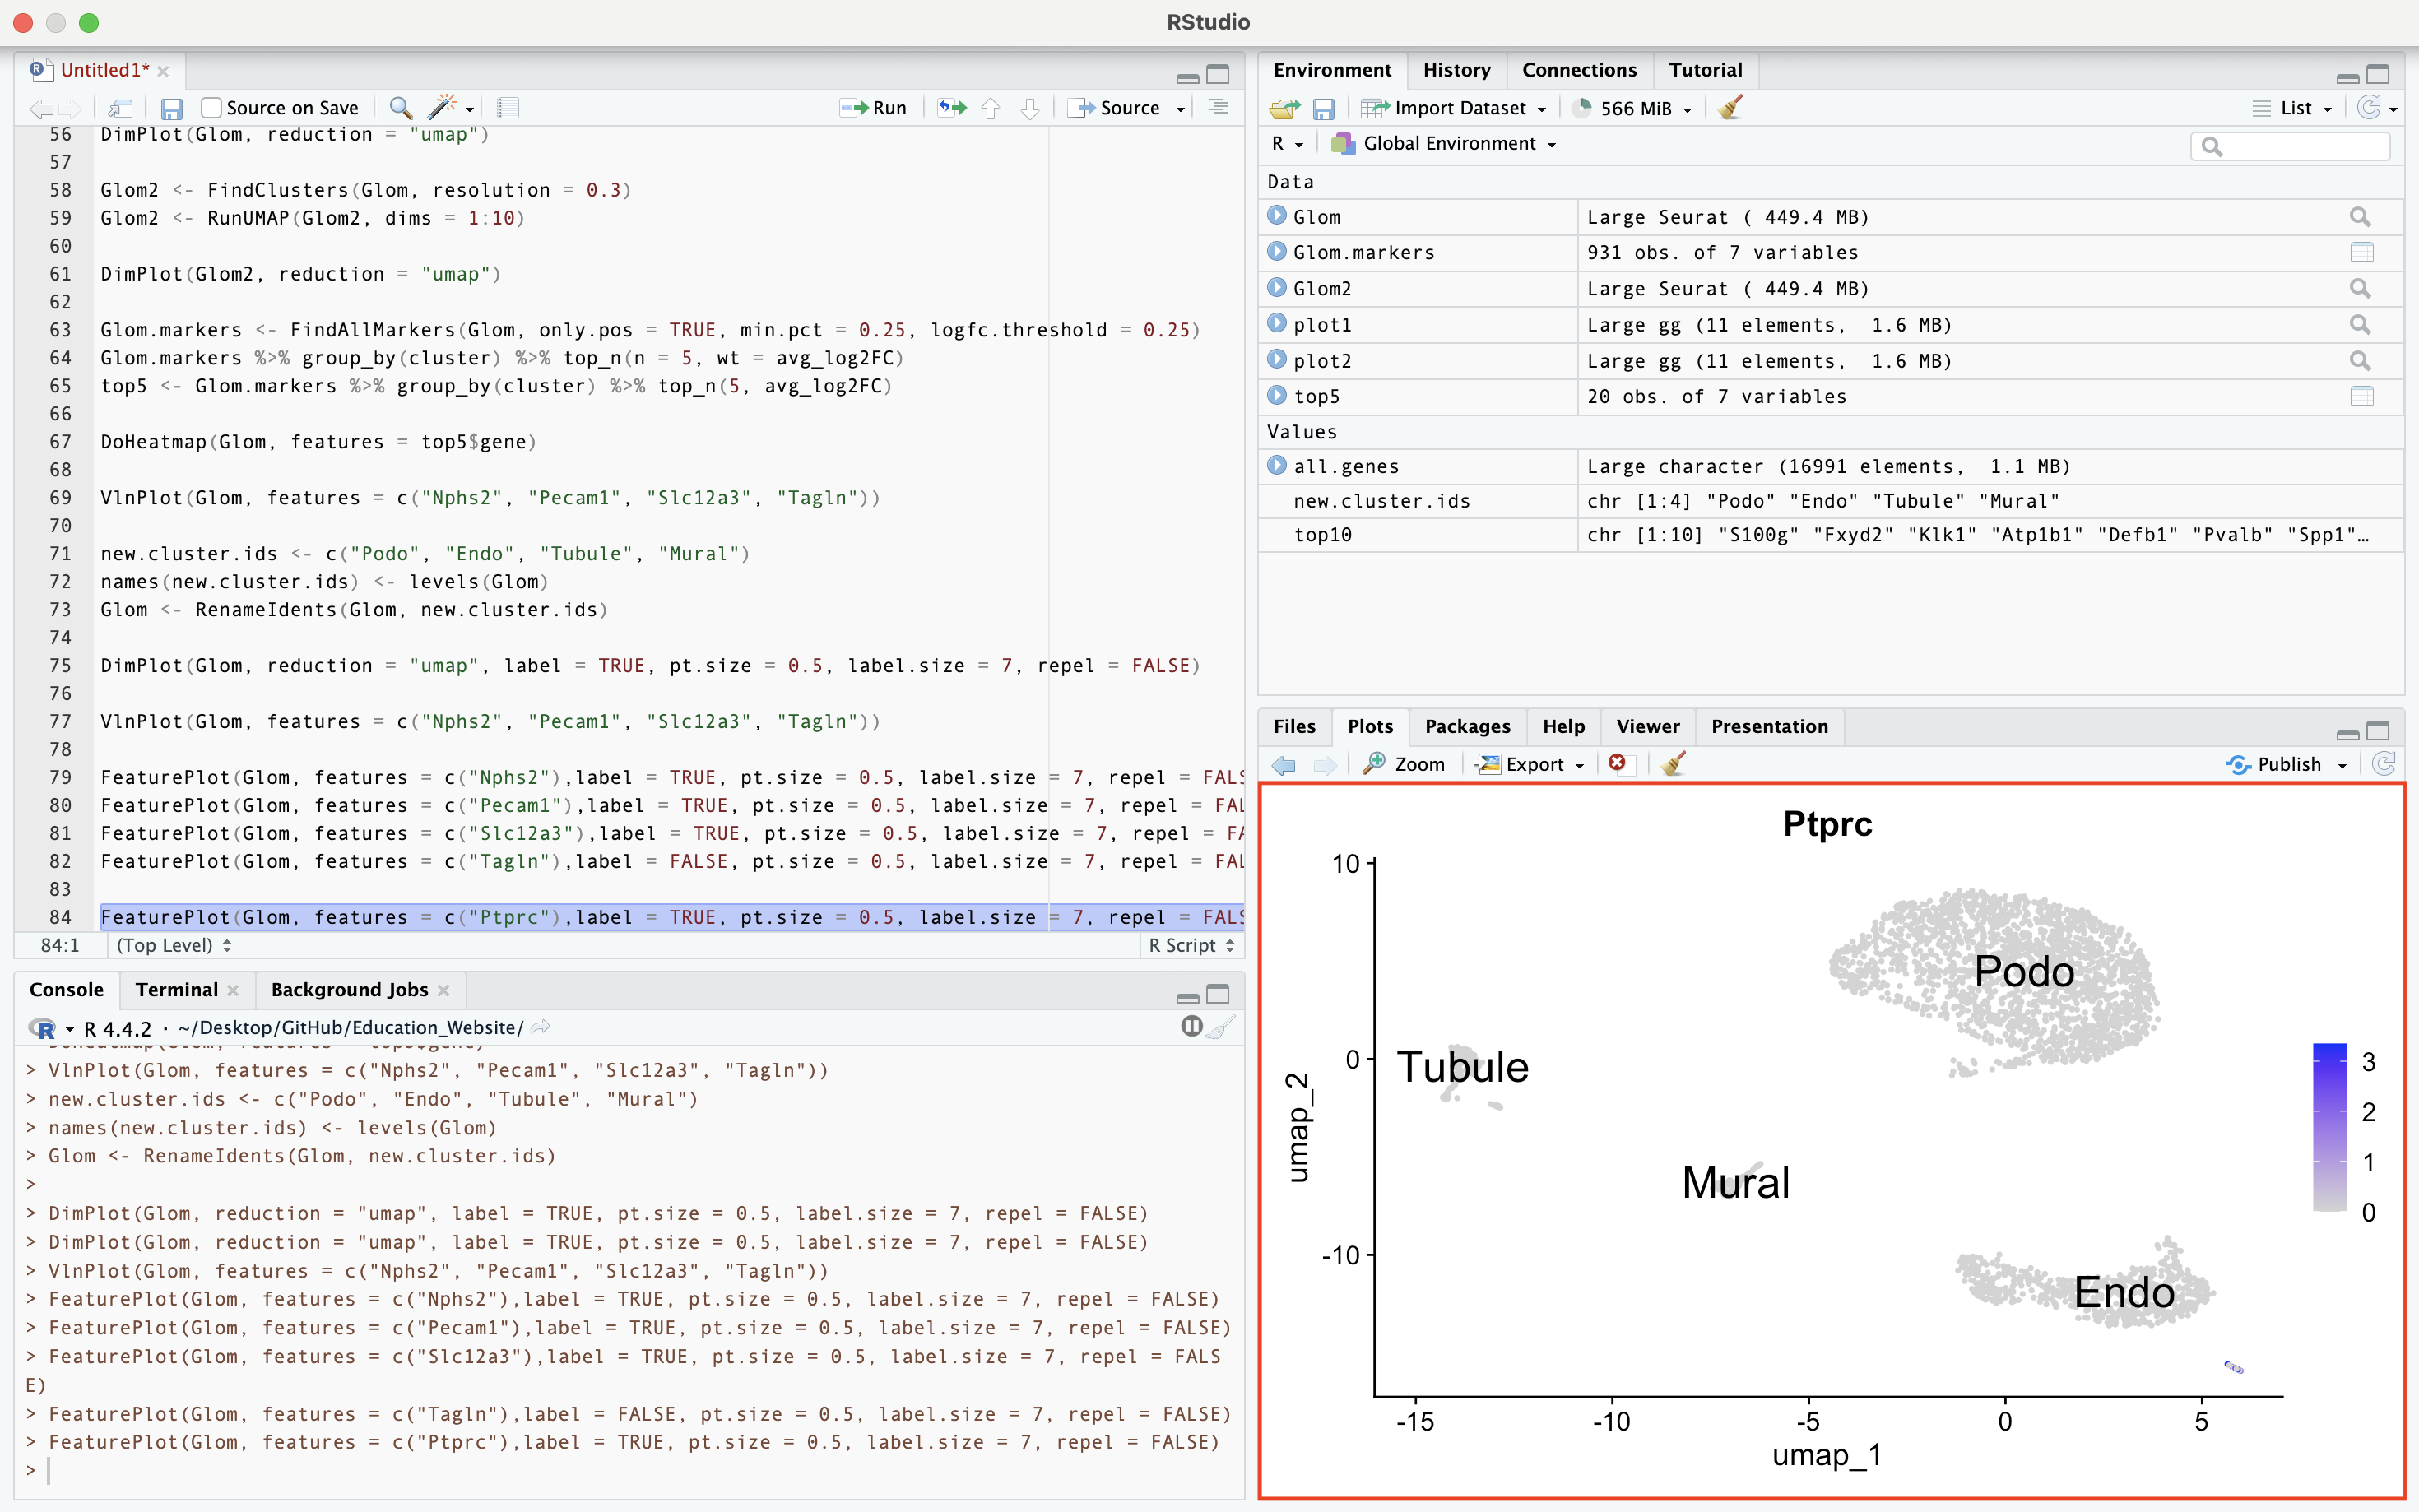 RStudio
Untitled1*
Source on Save
Run
Source
56 DimPlot(Glom, reduction = "umap")
57
58 Glom2 <- FindClusters(Glom, resolution = 0.3)
59 Glom2 <- RunUMAP(Glom2, dims = 1:10)
60
61 DimPlot(Glom2, reduction = "umap")
62
63 Glom.markers <- FindAllMarkers(Glom, only.pos = TRUE, min.pct = 0.25, logfc.threshold = 0.25)
64 Glom.markers %>% group_by(cluster) %>% top_n(n = 5, wt = avg_log2FC)
65 top5 <- Glom.markers %>% group_by(cluster) %>% top_n(5, avg_log2FC)
66
67 DoHeatmap(Glom, features = top5$gene)
68
69 VlnPlot(Glom, features = c("Nphs2", "Pecam1", "Slc12a3", "Tagln"))
70
71 new.cluster.ids <- c("Podo", "Endo", "Tubule", "Mural")
72 names(new.cluster.ids) <- levels(Glom)
73 Glom <- RenameIdents(Glom, new.cluster.ids)
74
75 DimPlot(Glom, reduction = "umap", label = TRUE, pt.size = 0.5, label.size = 7, repel = FALSE)
76
77 VlnPlot(Glom, features = c("Nphs2", "Pecam1", "Slc12a3", "Tagln"))
78
79 FeaturePlot(Glom, features = c("Nphs2"),label = TRUE, pt.size = 0.5, label.size = 7, repel = FALS
80 FeaturePlot(Glom, features = c("Pecam1"),label = TRUE, pt.size = 0.5, label.size = 7, repel = FAL
81 FeaturePlot(Glom, features = c("Slc12a3"),label = TRUE, pt.size = 0.5, label.size = 7, repel = FA
82 FeaturePlot(Glom, features = c("Tagln"),label = FALSE, pt.size = 0.5, label.size = 7, repel = FAL
83
84 FeaturePlot(Glom, features = c("Ptprc"),label = TRUE, pt.size = 0.5, label.size = 7, repel = FALS
84:1 (Top Level) R Script
Console Terminal Background Jobs
R 4.4.2 · ~/Desktop/GitHub/Education_Website/
> VlnPlot(Glom, features = c("Nphs2", "Pecam1", "Slc12a3", "Tagln"))
> new.cluster.ids <- c("Podo", "Endo", "Tubule", "Mural")
> names(new.cluster.ids) <- levels(Glom)
> Glom <- RenameIdents(Glom, new.cluster.ids)
>
> DimPlot(Glom, reduction = "umap", label = TRUE, pt.size = 0.5, label.size = 7, repel = FALSE)
> DimPlot(Glom, reduction = "umap", label = TRUE, pt.size = 0.5, label.size = 7, repel = FALSE)
> VlnPlot(Glom, features = c("Nphs2", "Pecam1", "Slc12a3", "Tagln"))
> FeaturePlot(Glom, features = c("Nphs2"),label = TRUE, pt.size = 0.5, label.size = 7, repel = FALSE)
> FeaturePlot(Glom, features = c("Pecam1"),label = TRUE, pt.size = 0.5, label.size = 7, repel = FALSE)
> FeaturePlot(Glom, features = c("Slc12a3"),label = TRUE, pt.size = 0.5, label.size = 7, repel = FALS
E)
> FeaturePlot(Glom, features = c("Tagln"),label = FALSE, pt.size = 0.5, label.size = 7, repel = FALSE)
> FeaturePlot(Glom, features = c("Ptprc"),label = TRUE, pt.size = 0.5, label.size = 7, repel = FALSE)
>
Environment History Connections Tutorial
Import Dataset 566 MiB List
R Global Environment
Data
Glom Large Seurat ( 449.4 MB)
Glom.markers 931 obs. of 7 variables
Glom2 Large Seurat ( 449.4 MB)
plot1 Large gg (11 elements, 1.6 MB)
plot2 Large gg (11 elements, 1.6 MB)
top5 20 obs. of 7 variables
Values
all.genes Large character (16991 elements, 1.1 MB)
new.cluster.ids chr [1:4] "Podo" "Endo" "Tubule" "Mural"
top10 chr [1:10] "S100g" "Fxyd2" "Klk1" "Atp1b1" "Defb1" "Pvalb" "Spp1"…
Files Plots Packages Help Viewer Presentation
Zoom Export Publish
Ptprc
10
0
-10
umap_2
Podo
Tubule
Mural
Endo
3
2
1
0
-15 -10 -5 0 5
umap_1